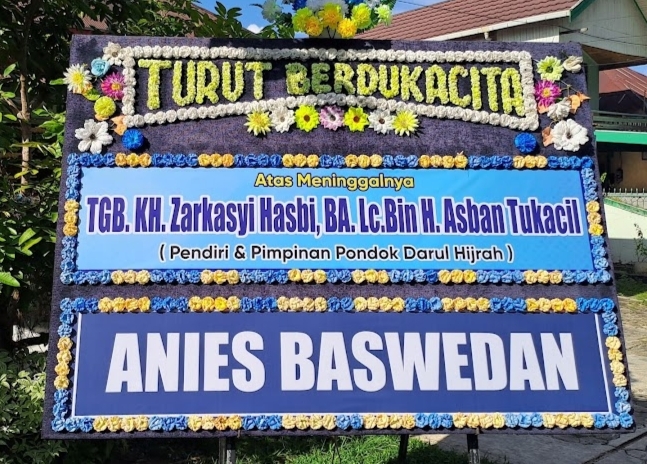 TURUT BERDUKACITA
Atas Meninggalnya
TGB. KH. Zarkasyi Hasbi, BA. Lc.Bin H. Asban Tukacil
( Pendiri & Pimpinan Pondok Darul Hijrah )
ANIES BASWEDAN